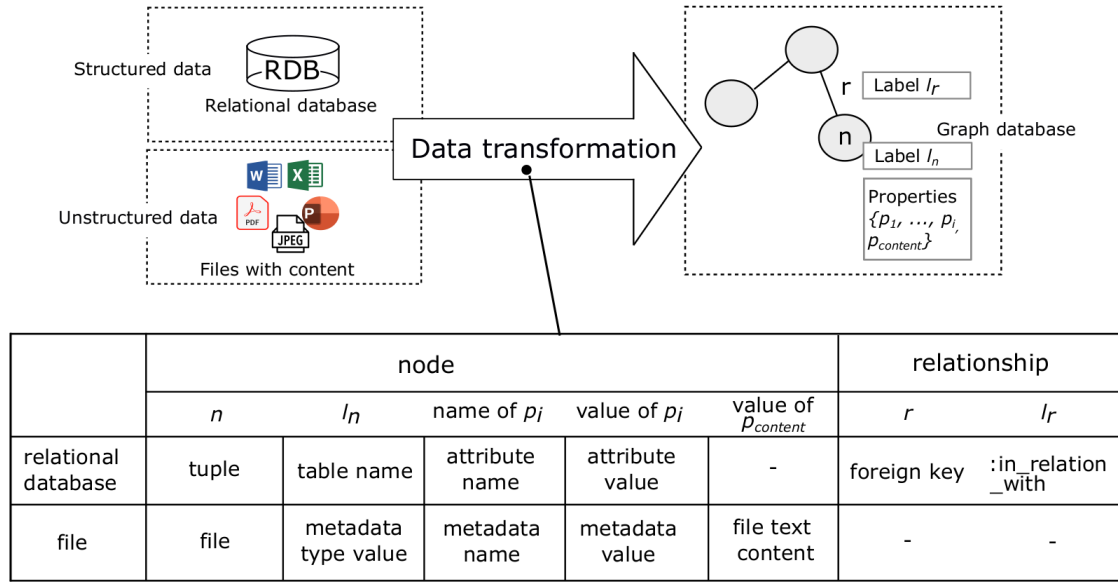 Structured data
RDB
Relational database
W
X
PDF
P
JPEG
Unstructured data
Files with content
Data transformation
r
Label l_r
n
Graph database
Label l_n
Properties
{p_1, ..., p_i,
p_content}
node
relationship
n
l_n
name of p_i
value of p_i
value of
p_content
r
l_r
relational
database
tuple
table name
attribute
name
attribute
value
-
foreign key
:in_relation
_with
file
file
metadata
type value
metadata
name
metadata
value
file text
content
-
-